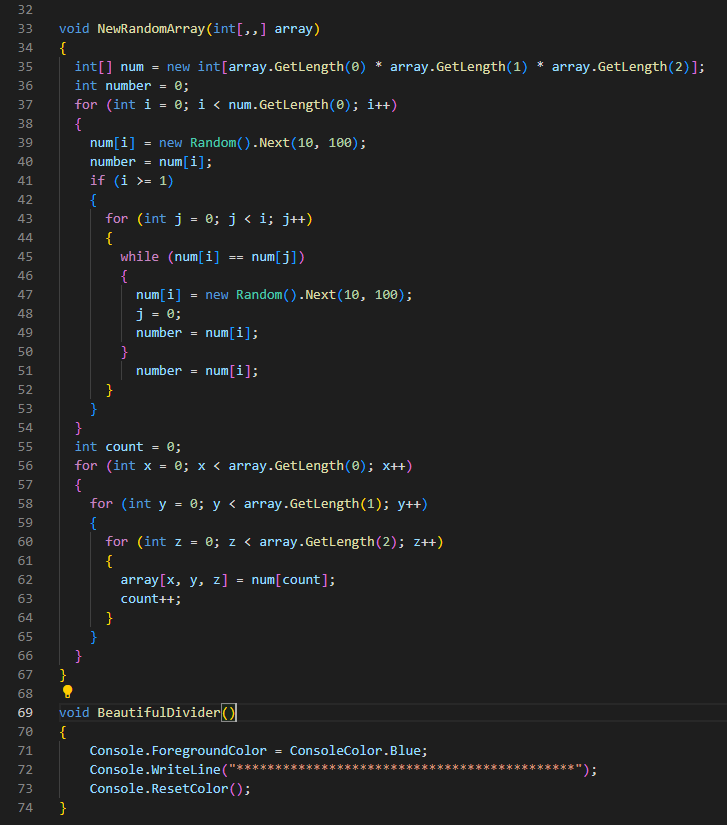 32
33 void NewRandomArray(int[,,] array)
34 {
35   int[] num = new int[array.GetLength(0) * array.GetLength(1) * array.GetLength(2)];
36   int number = 0;
37   for (int i = 0; i < num.GetLength(0); i++)
38   {
39     num[i] = new Random().Next(10, 100);
40     number = num[i];
41     if (i >= 1)
42     {
43       for (int j = 0; j < i; j++)
44       {
45         while (num[i] == num[j])
46         {
47           num[i] = new Random().Next(10, 100);
48           j = 0;
49           number = num[i];
50         }
51           number = num[i];
52       }
53     }
54   }
55   int count = 0;
56   for (int x = 0; x < array.GetLength(0); x++)
57   {
58     for (int y = 0; y < array.GetLength(1); y++)
59     {
60       for (int z = 0; z < array.GetLength(2); z++)
61       {
62         array[x, y, z] = num[count];
63         count++;
64       }
65     }
66   }
67 }
68
69 void BeautifulDivider()
70 {
71     Console.ForegroundColor = ConsoleColor.Blue;
72     Console.WriteLine("********************************************");
73     Console.ResetColor();
74 }